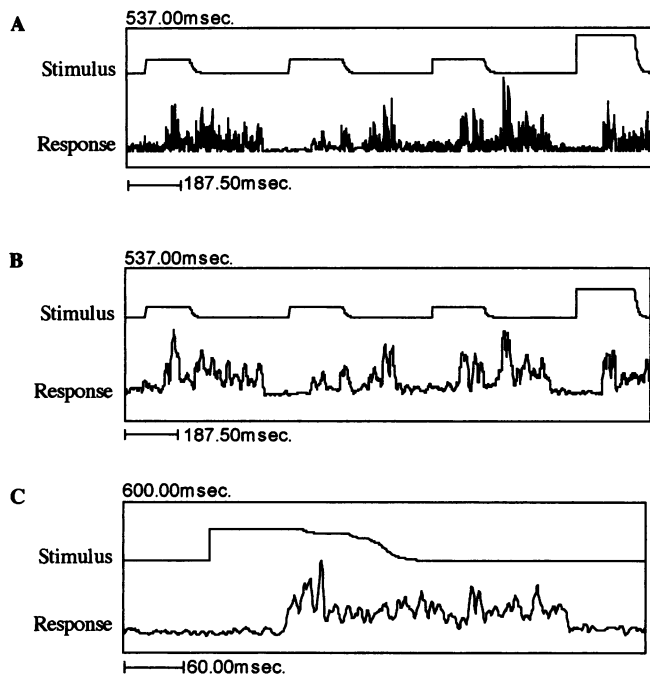 A
537.00msec.
Stimulus
Response
187.50msec.
B
537.00msec.
Stimulus
Response
187.50msec.
C
600.00msec.
Stimulus
Response
60.00msec.